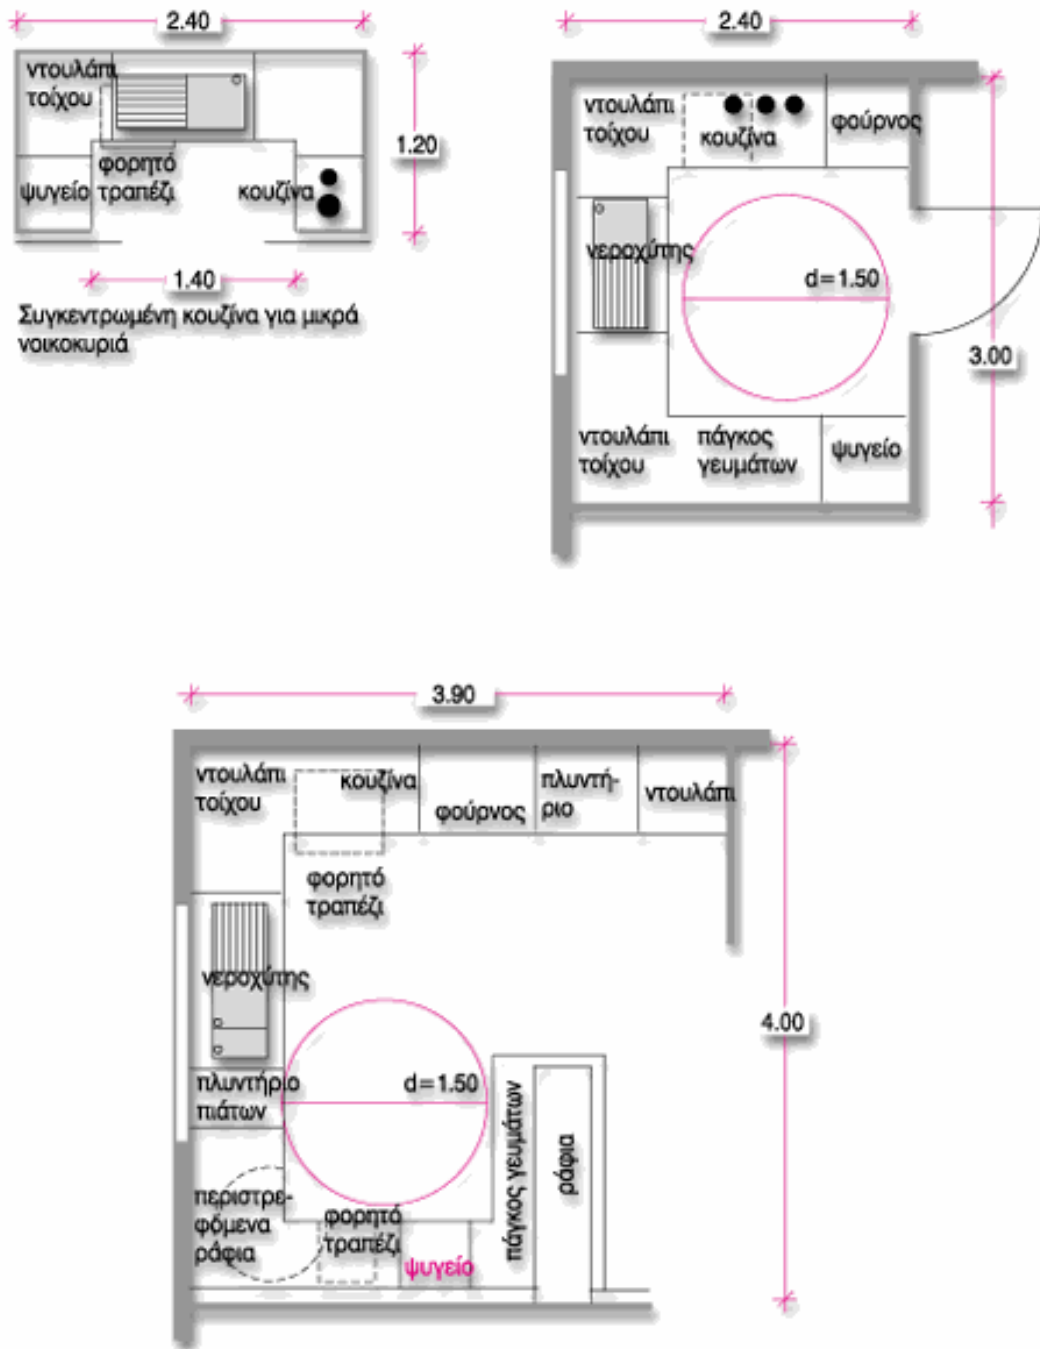 2.40
ντουλάπι
τοίχου
1.20
φορητό
τραπέζι
ψυγείο
κουζίνα
1.40
Συγκεντρωμένη κουζίνα για μικρά
νοικοκυριά
2.40
ντουλάπι
τοίχου
κουζίνα
φούρνος
νεροχύτης
d=1.50
3.00
ντουλάπι
τοίχου
πάγκος
γευμάτων
ψυγείο
3.90
ντουλάπι
τοίχου
κουζίνα
φούρνος
πλυντή-
ριο
ντουλάπι
φορητό
τραπέζι
νεροχύτης
4.00
πλυντήριο
πιάτων
d=1.50
πάγκος γευμάτων
ράφια
περιστρε-
φόμενα
ράφια
φορητό
τραπέζι
ψυγείο